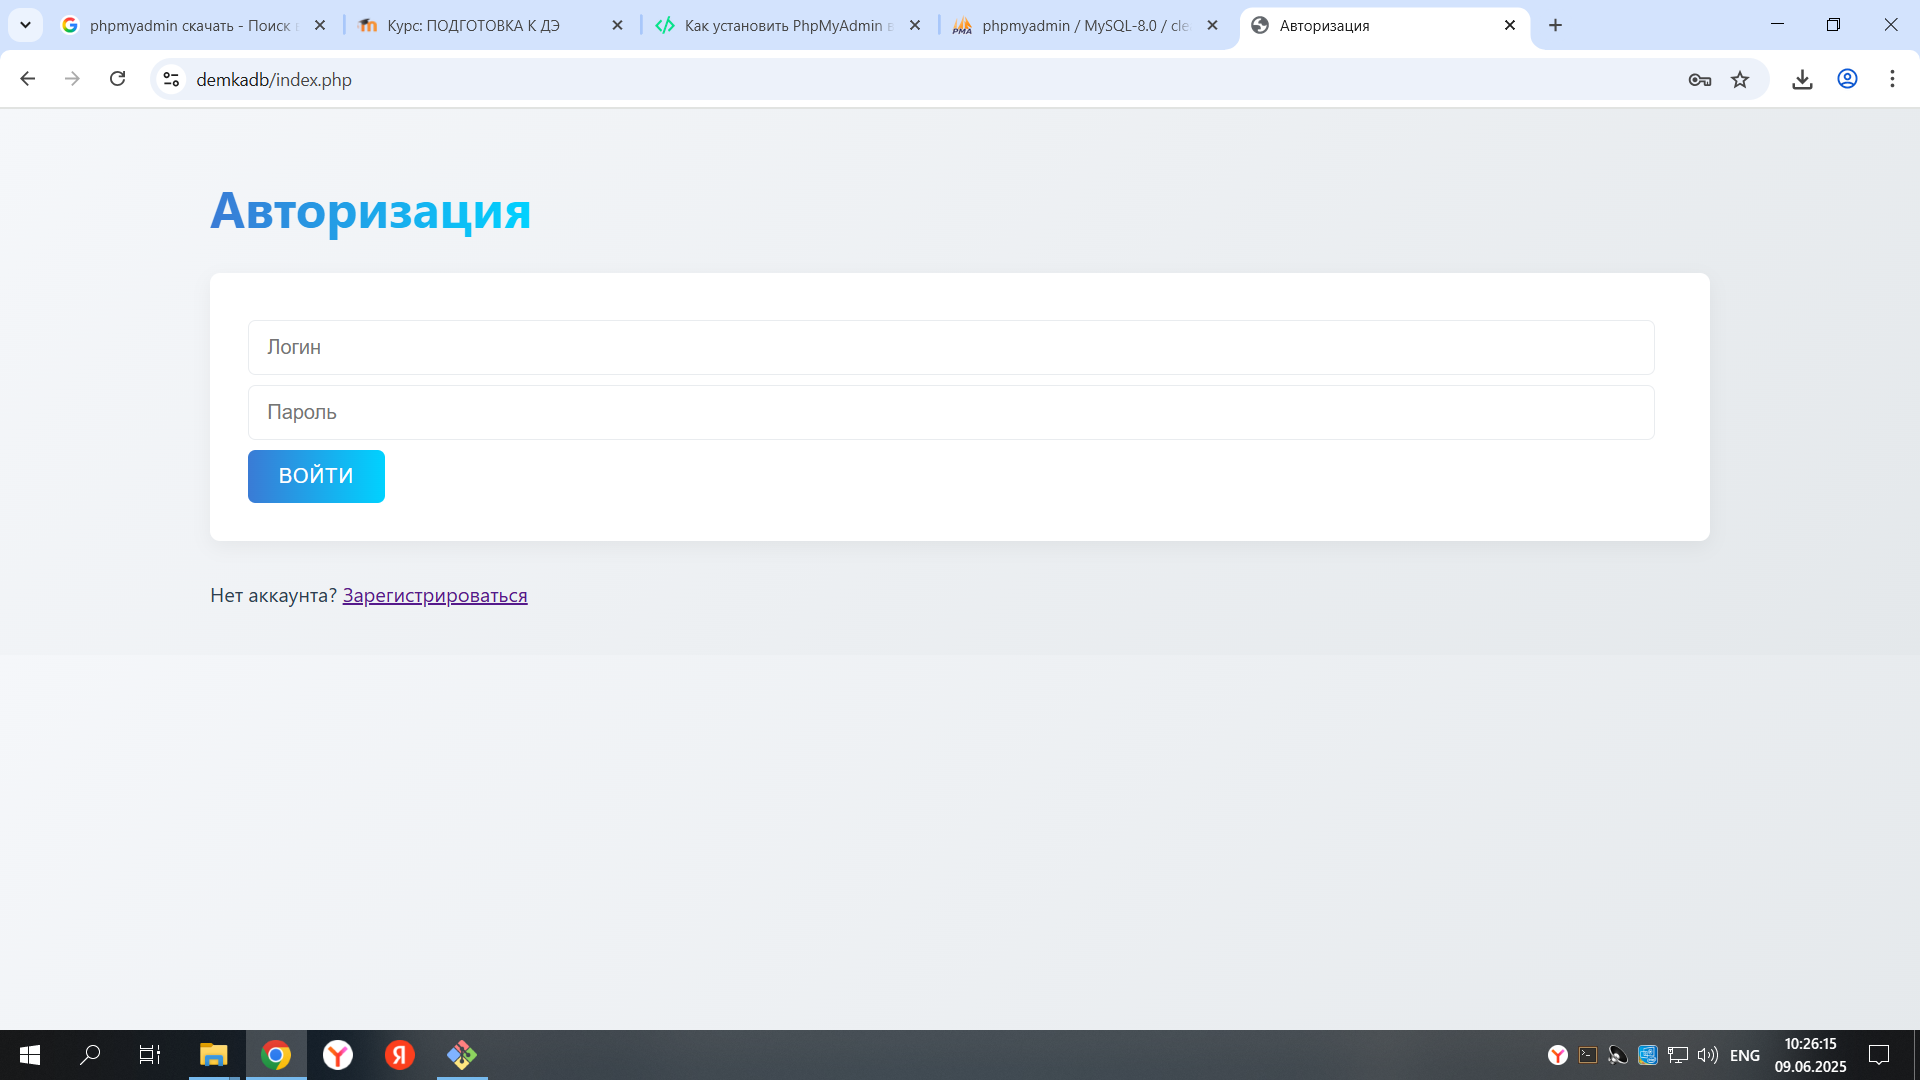 phpmyadmin скачать - Поиск в
Курс: ПОДГОТОВКА К ДЭ
Как установить PhpMyAdmin в
phpmyadmin / MySQL-8.0 / cle
Авторизация
demkadb/index.php
Авторизация
Логин
Пароль
ВОЙТИ
Нет аккаунта? Зарегистрироваться
ENG
10:26:15
09.06.2025